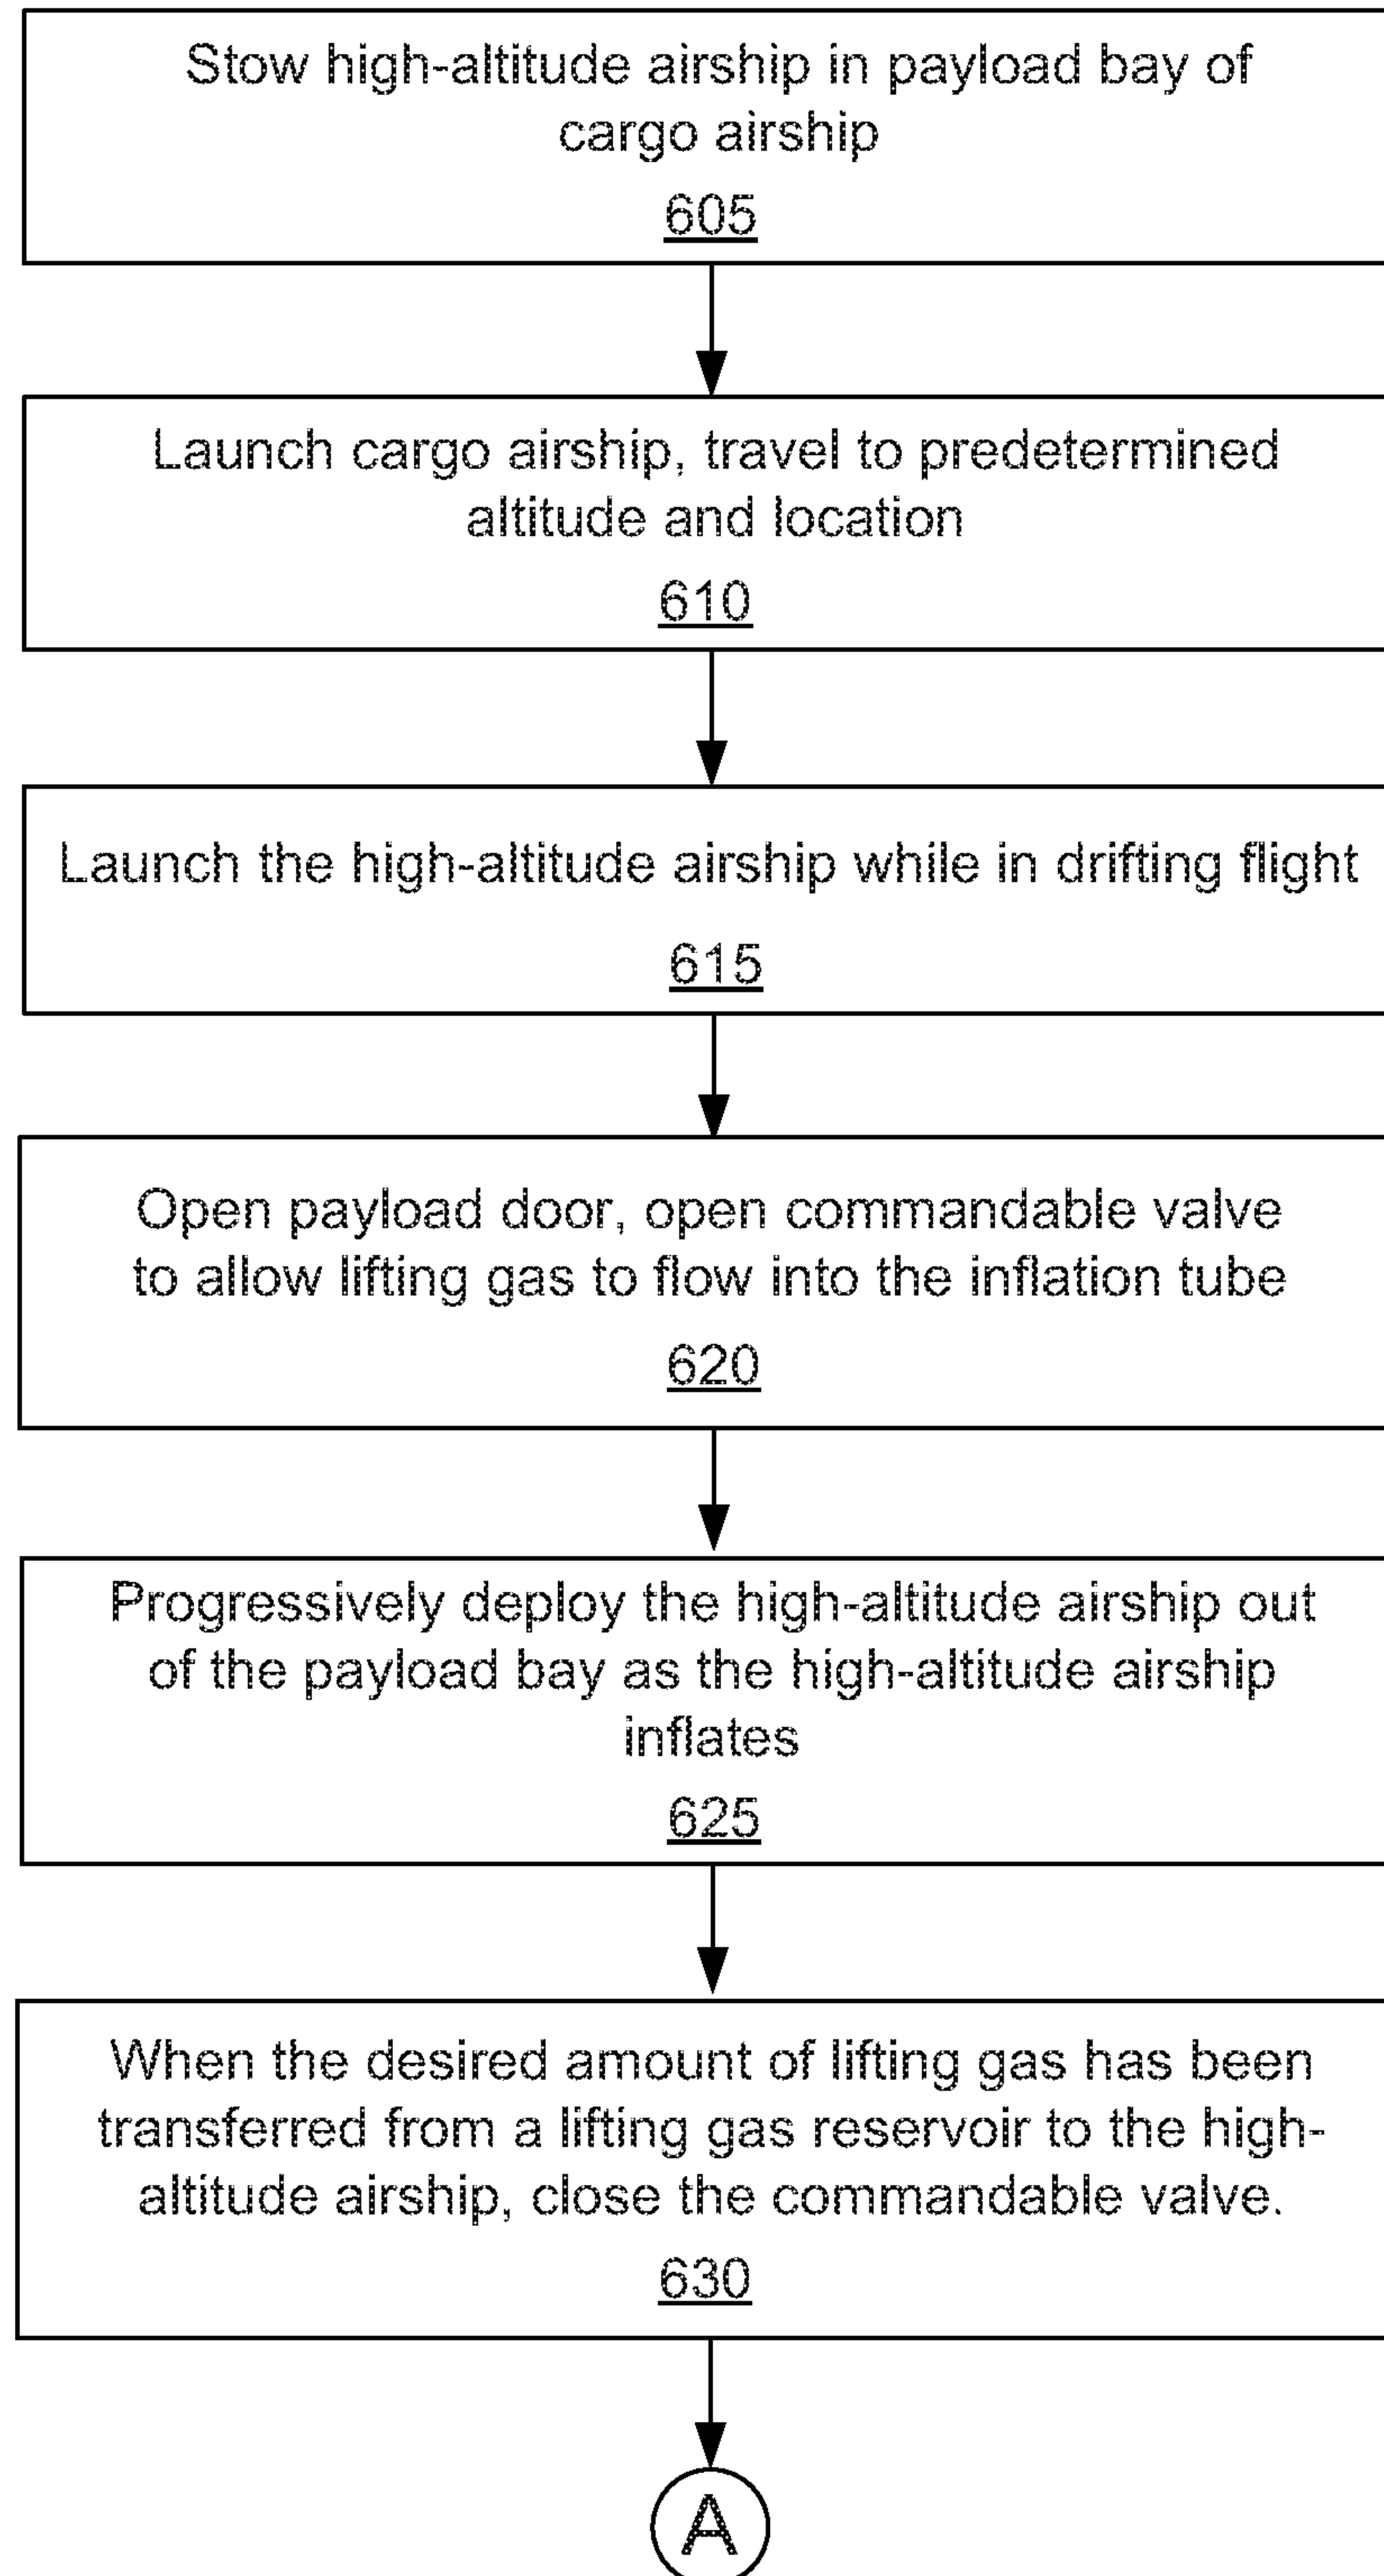 Stow high-altitude airship in payload bay of
cargo airship
605
Launch cargo airship, travel to predetermined
altitude and location
610
Launch the high-altitude airship while in drifting flight
615
Open payload door, open commandable valve
to allow lifting gas to flow into the inflation tube
620
Progressively deploy the high-altitude airship out
of the payload bay as the high-altitude airship
inflates
625
When the desired amount of lifting gas has been
transferred from a lifting gas reservoir to the high-
altitude airship, close the commandable valve.
630
A